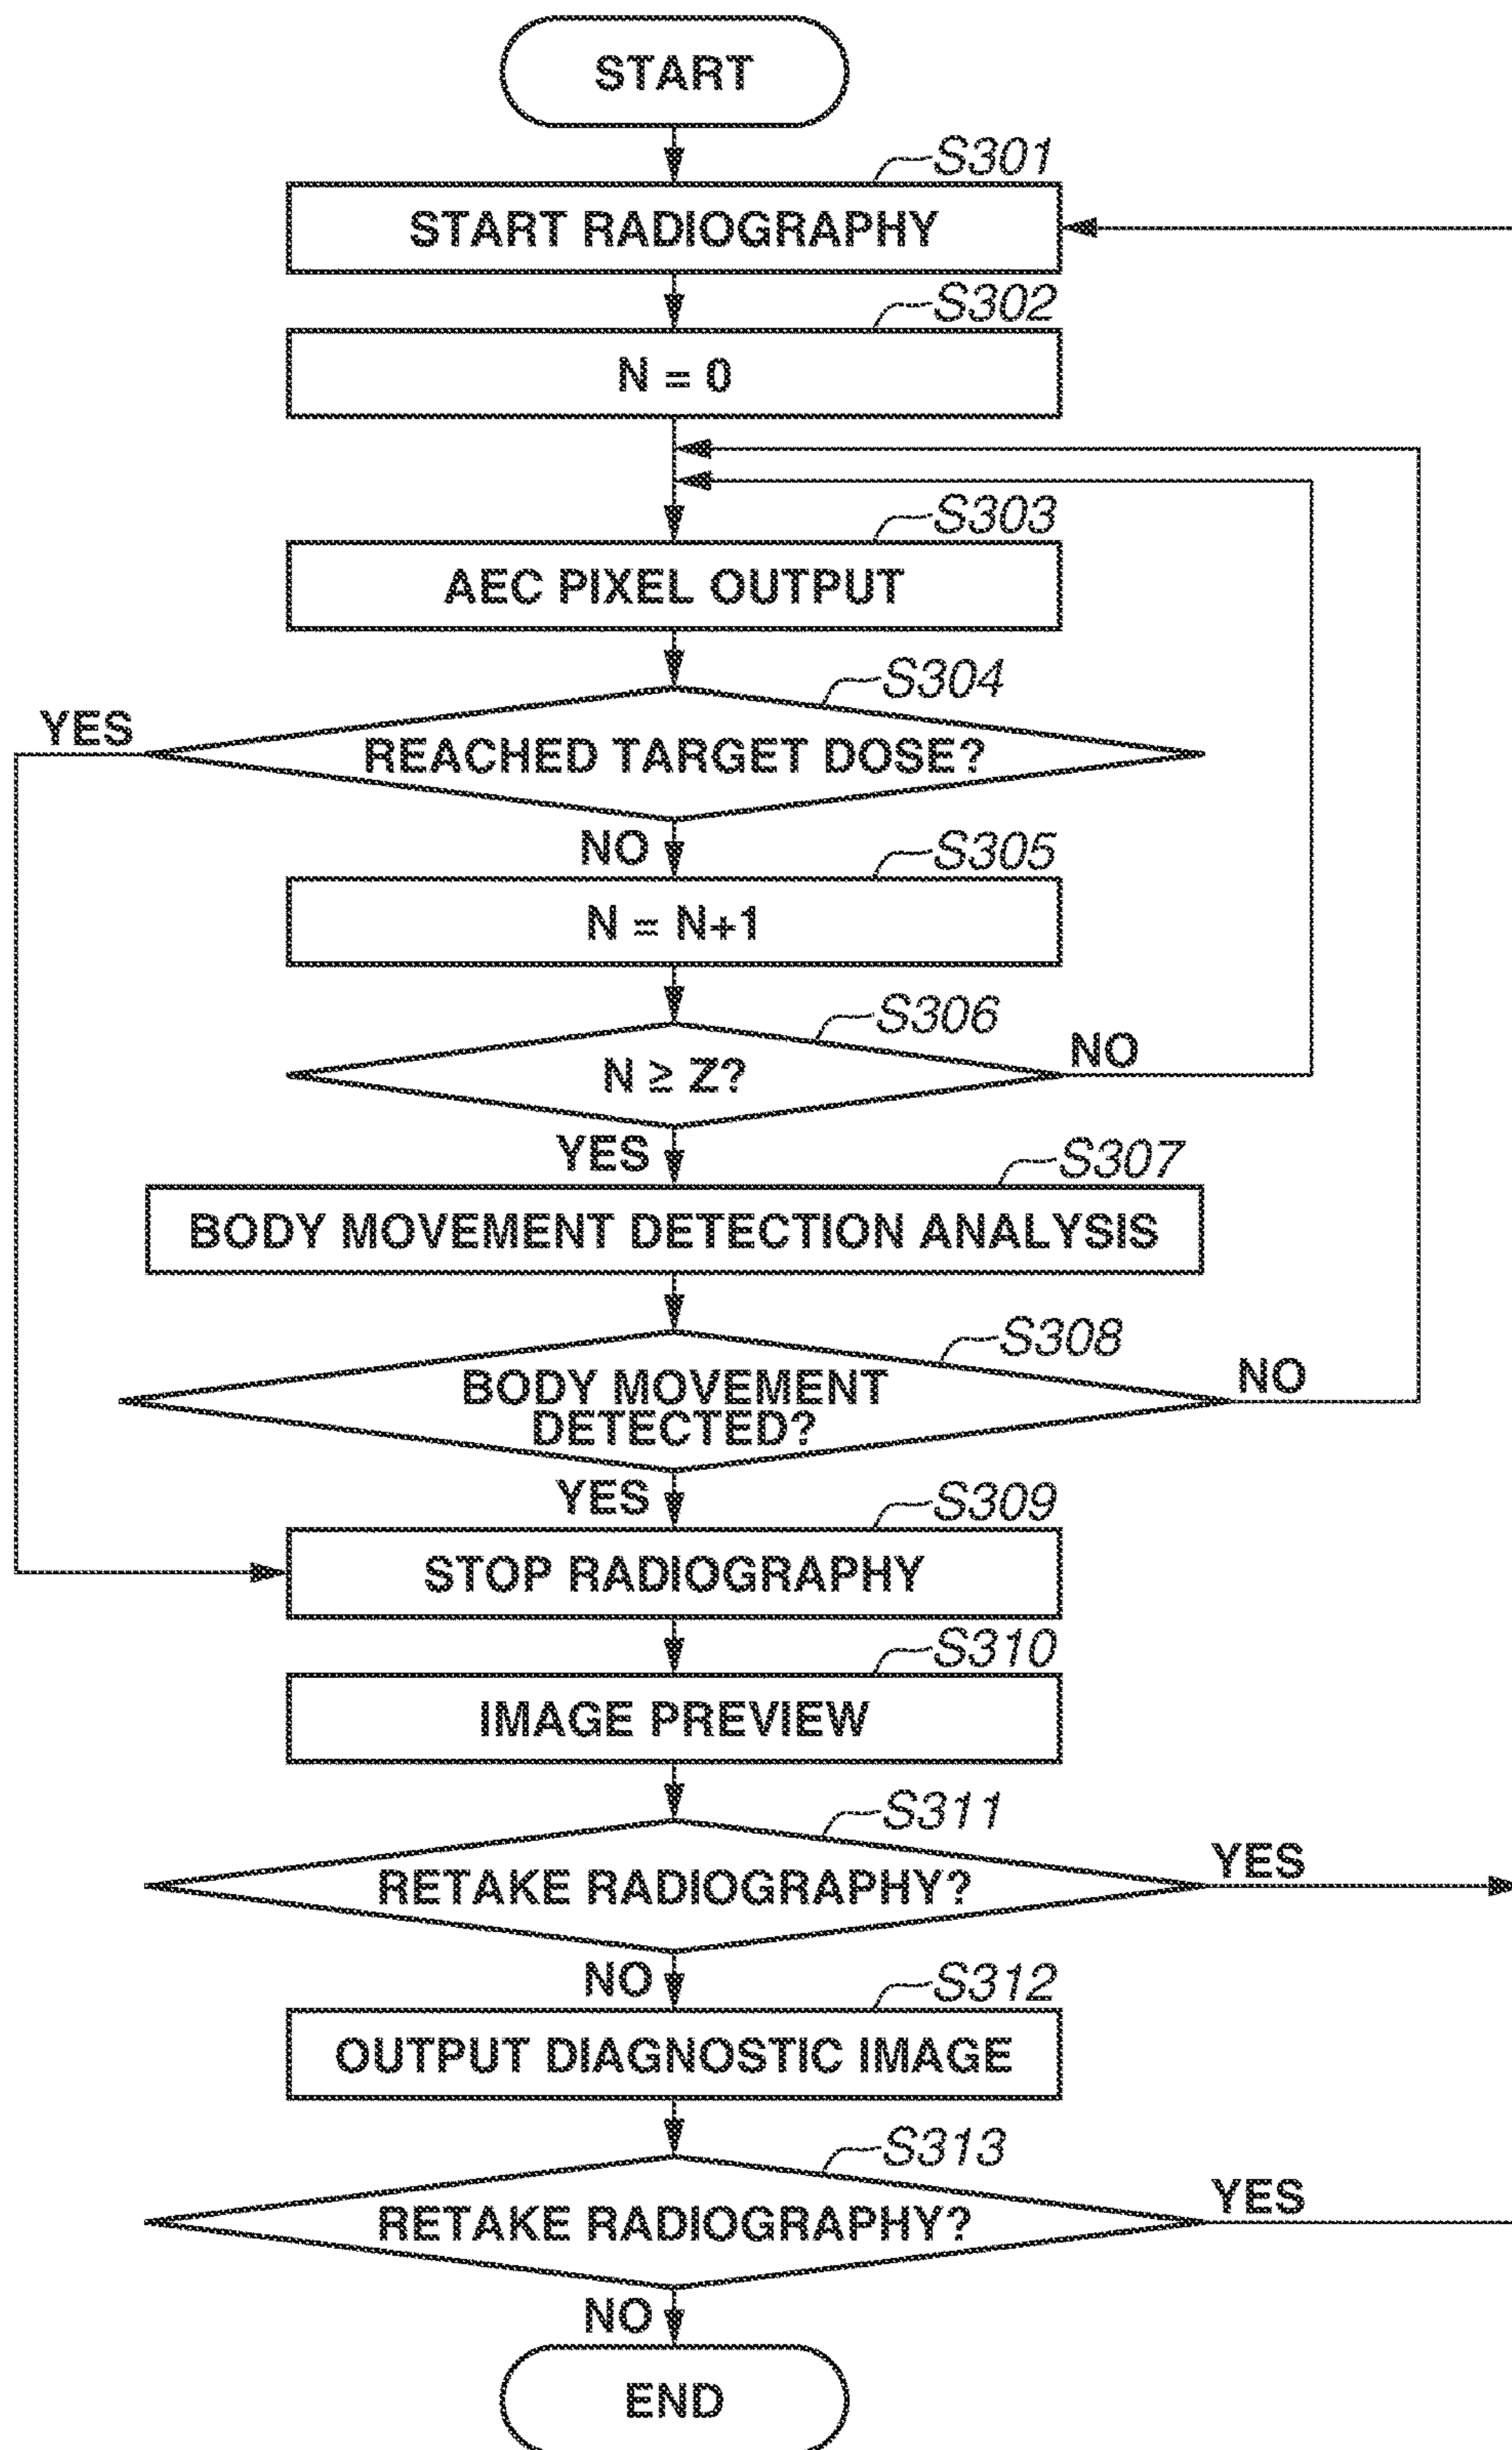 START
S301
START RADIOGRAPHY
S302
N = 0
S303
AEC PIXEL OUTPUT
S304
YES
REACHED TARGET DOSE?
NO
S305
N = N+1
S306
NO
N ≥ Z?
YES
S307
BODY MOVEMENT DETECTION ANALYSIS
S308
NO
BODY MOVEMENT
DETECTED?
YES
S309
STOP RADIOGRAPHY
S310
IMAGE PREVIEW
S311
YES
RETAKE RADIOGRAPHY?
NO
S312
OUTPUT DIAGNOSTIC IMAGE
S313
YES
RETAKE RADIOGRAPHY?
NO
END